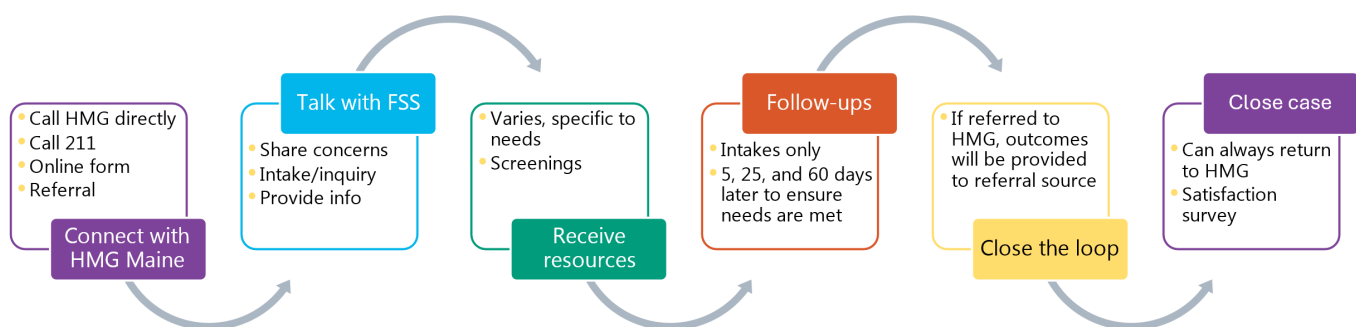 Call HMG directly
Call 211
Online form
Referral
Connect with
HMG Maine
Talk with FSS
Share concerns
Intake/inquiry
Provide info
Varies, specific to
needs
Screenings
Receive
resources
Follow-ups
Intakes only
5, 25, and 60 days
later to ensure
needs are met
If referred to
HMG, outcomes
will be provided
to referral source
Close the loop
Close case
Can always return
to HMG
Satisfaction
survey